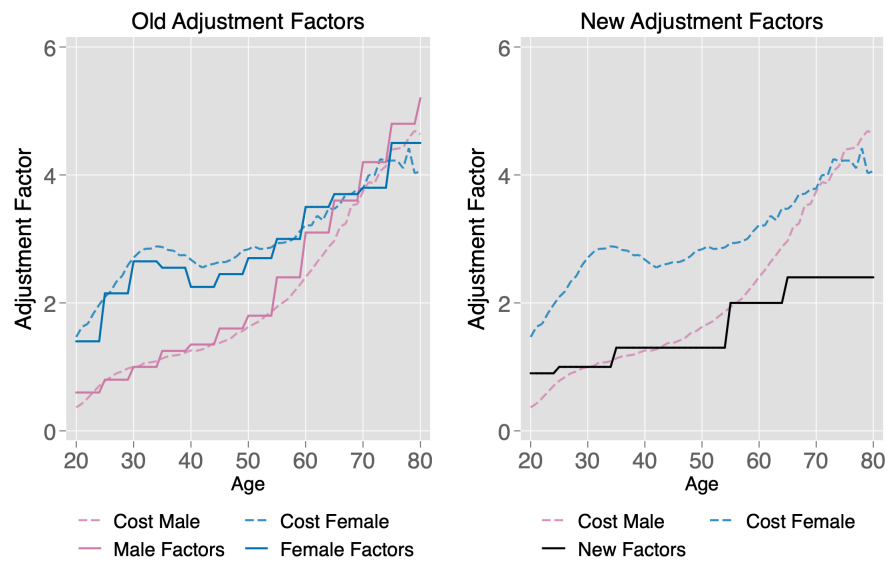 Old Adjustment Factors
Adjustment Factor
6
4
2
0
20 30 40 50 60 70 80
Age
Cost Male Cost Female
Male Factors Female Factors
New Adjustment Factors
Adjustment Factor
6
4
2
0
20 30 40 50 60 70 80
Age
Cost Male Cost Female
New Factors